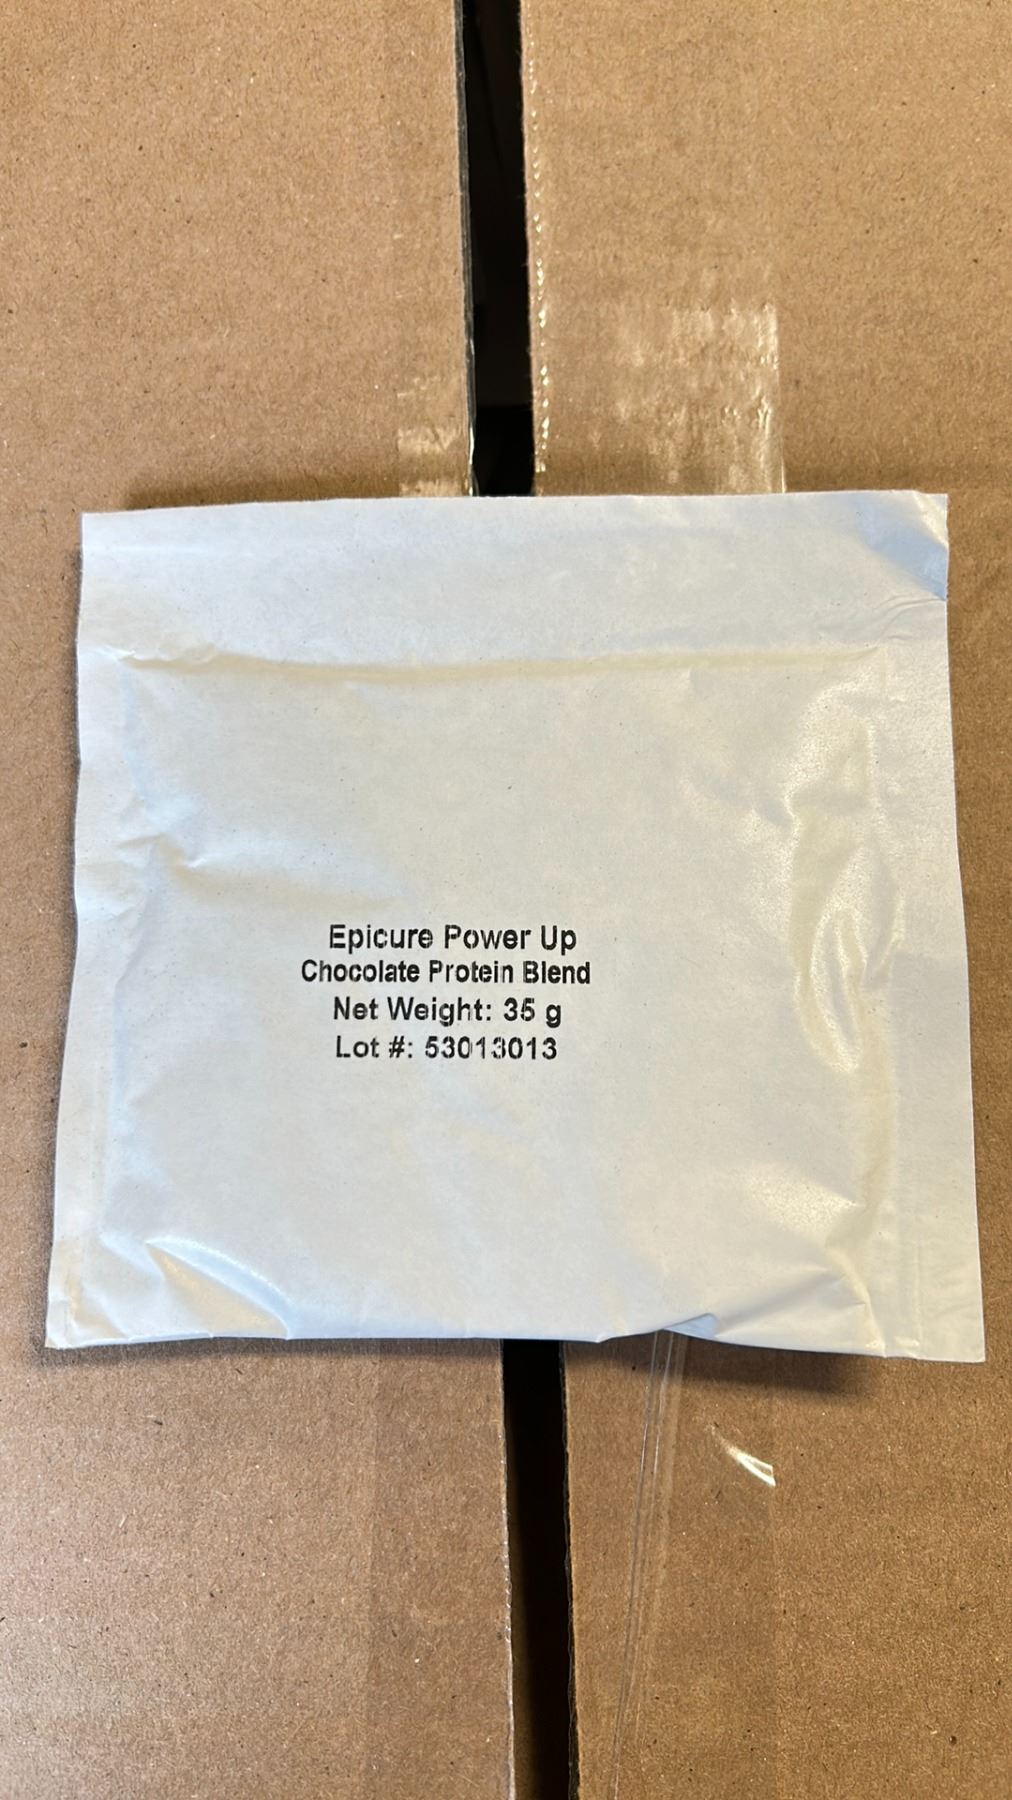 Epicure Power Up
Chocolate Protein Blend
Net Weight: 35 g
Lot #: 53013013